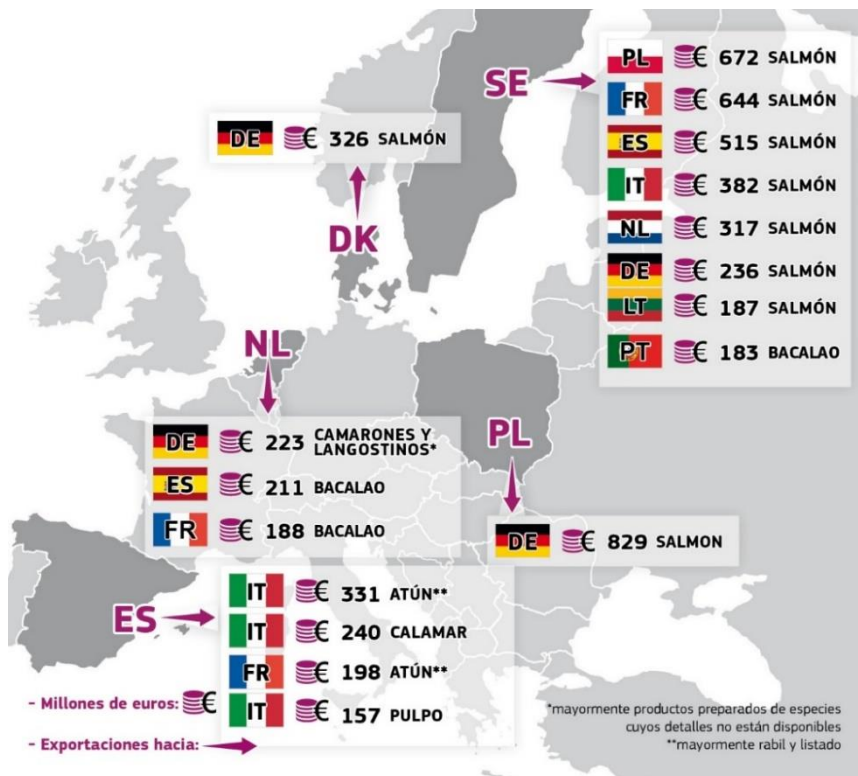 SE
PL € 672 SALMÓN
FR € 644 SALMÓN
ES € 515 SALMÓN
IT € 382 SALMÓN
NL € 317 SALMÓN
DE € 236 SALMÓN
LT € 187 SALMÓN
PT € 183 BACALAO
DE € 326 SALMÓN
DK
NL
DE € 223 CAMARONES Y
LANGOSTINOS*
ES € 211 BACALAO
FR € 188 BACALAO
PL
DE € 829 SALMON
ES
IT € 331 ATÚN**
IT € 240 CALAMAR
FR € 198 ATÚN**
IT € 157 PULPO
- Millones de euros: €
- Exportaciones hacia:
*mayormente productos preparados de especies
cuyos detalles no están disponibles
**mayormente rabil y listado